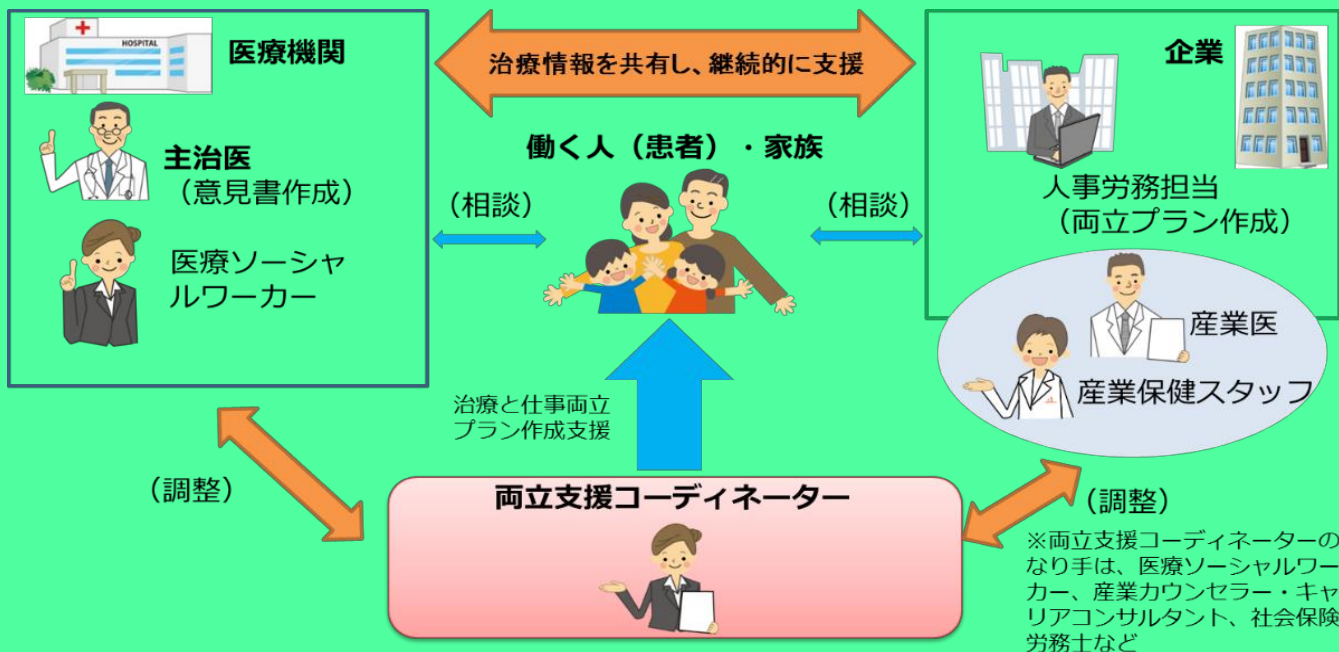 HOSPITAL
医療機関
治療情報を共有し、継続的に支援
企業
主治医
（意見書作成）
医療ソーシャ
ルワーカー
働く人（患者）・家族
（相談）
（相談）
人事労務担当
（両立プラン作成）
産業医
産業保健スタッフ
治療と仕事両立
プラン作成支援
（調整）
両立支援コーディネーター
（調整）
※両立支援コーディネーターの
なり手は、医療ソーシャルワー
カー、産業カウンセラー・キャ
リアコンサルタント、社会保険
労務士など